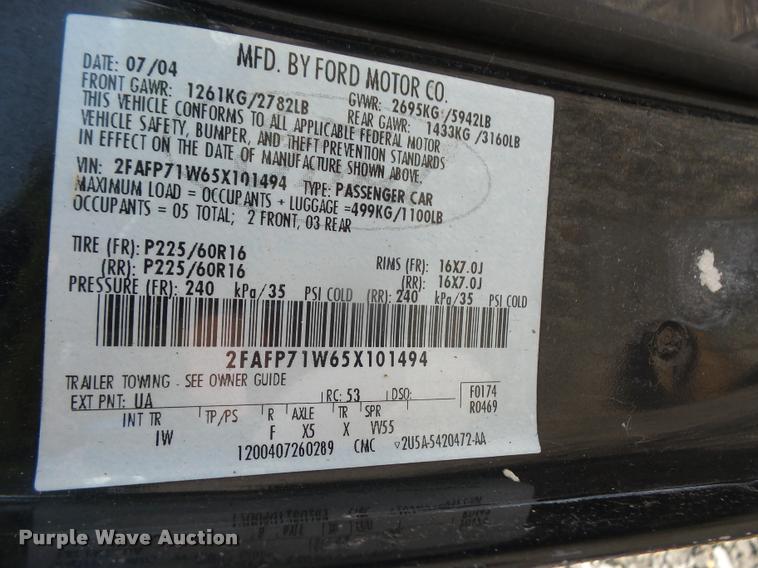 MFD. BY FORD MOTOR CO.
DATE: 07/04 GVWR: 2695KG/5942LB
FRONT GAWR: 1261KG/2782LB REAR GAWR: 1433KG/3160LB
THIS VEHICLE CONFORMS TO ALL APPLICABLE FEDERAL MOTOR
VEHICLE SAFETY, BUMPER, AND THEFT PREVENTION STANDARDS
IN EFFECT ON THE DATE OF MANUFACTURE SHOWN ABOVE.
VIN: 2FAFP71W65X101494 TYPE: PASSENGER CAR
MAXIMUM LOAD = OCCUPANTS + LUGGAGE =499KG/1100LB
OCCUPANTS = 05 TOTAL; 2 FRONT, 03 REAR
TIRE (FR): P225/60R16 RIMS (FR): 16X7.0J
(RR): P225/60R16 (RR): 16X7.0J
PRESSURE (FR): 240 kPa/35 PSI COLD (RR): 240 kPa/35 PSI COLD
2FAFP71W65X101494
TRAILER TOWING - SEE OWNER GUIDE
EXT PNT: UA RC: 53 DSO: F0174
R0469
INT TR TP/PS R AXLE TR SPR
IW F X5 X VV55
1200407260289 CMC ▽2U5A-5420472-AA
Purple Wave Auction